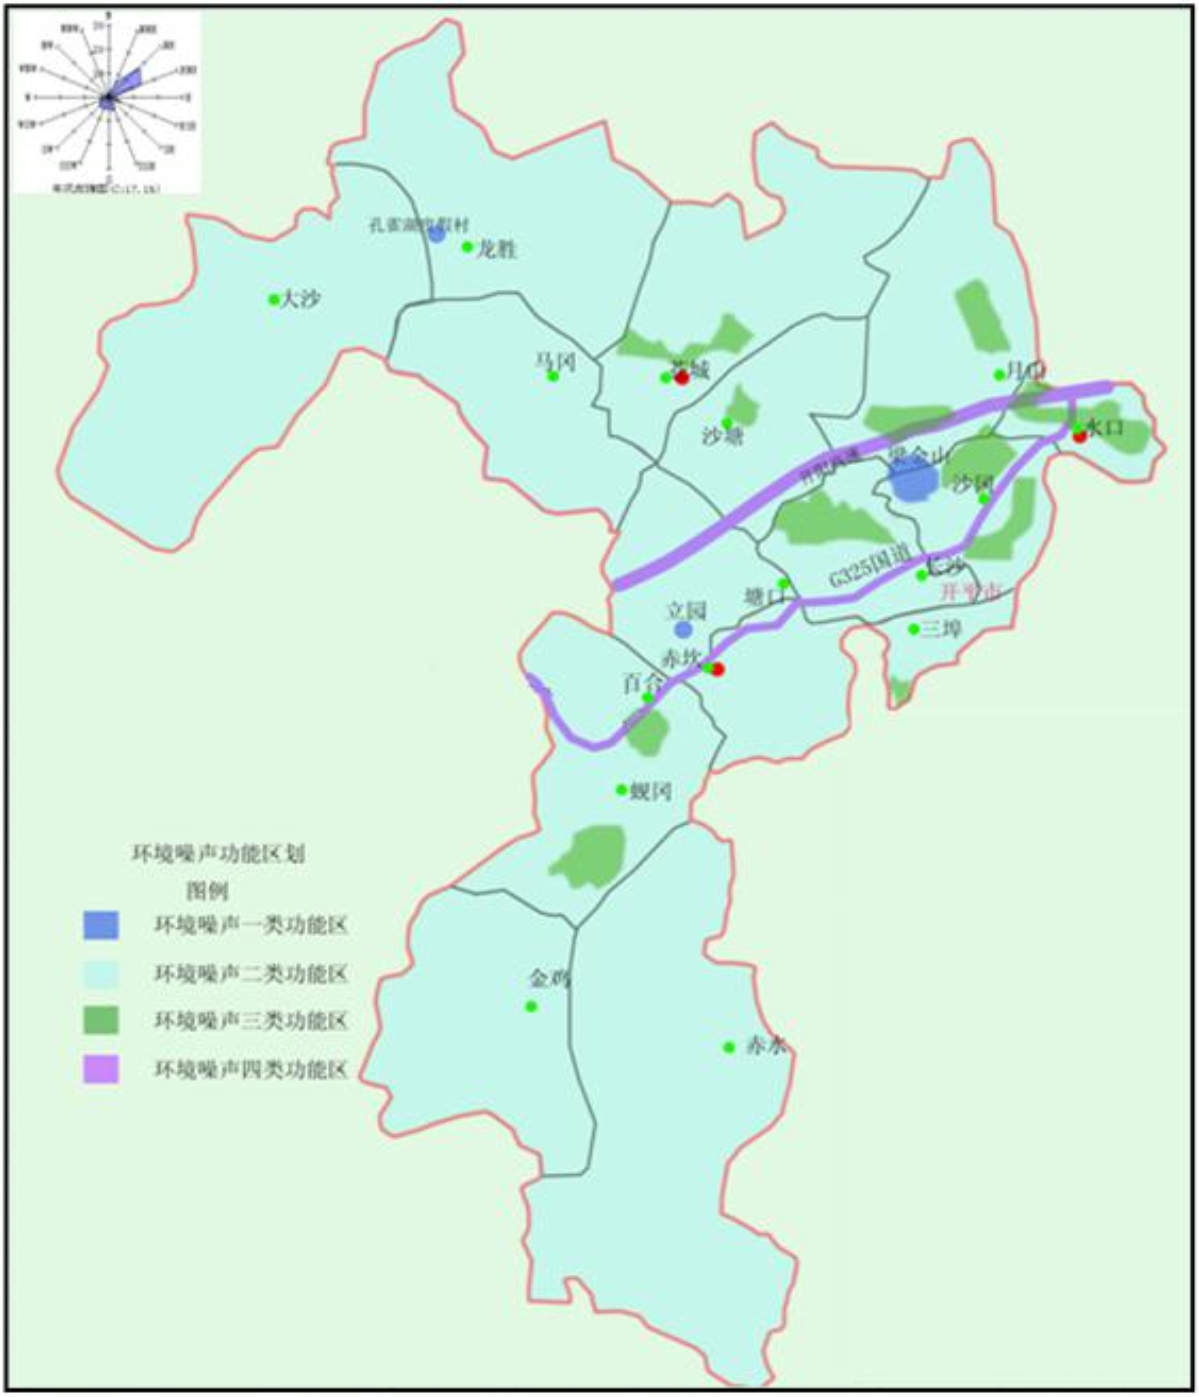 孔雀湖度假村
龙胜
大沙
马冈
苍城
月山
沙塘
水口
梁金山
沙冈
G325国道
长沙
塘口
开平市
立园
三埠
赤坎
百合
蚬冈
环境噪声功能区划
图例
环境噪声一类功能区
环境噪声二类功能区
环境噪声三类功能区
环境噪声四类功能区
金鸡
赤水